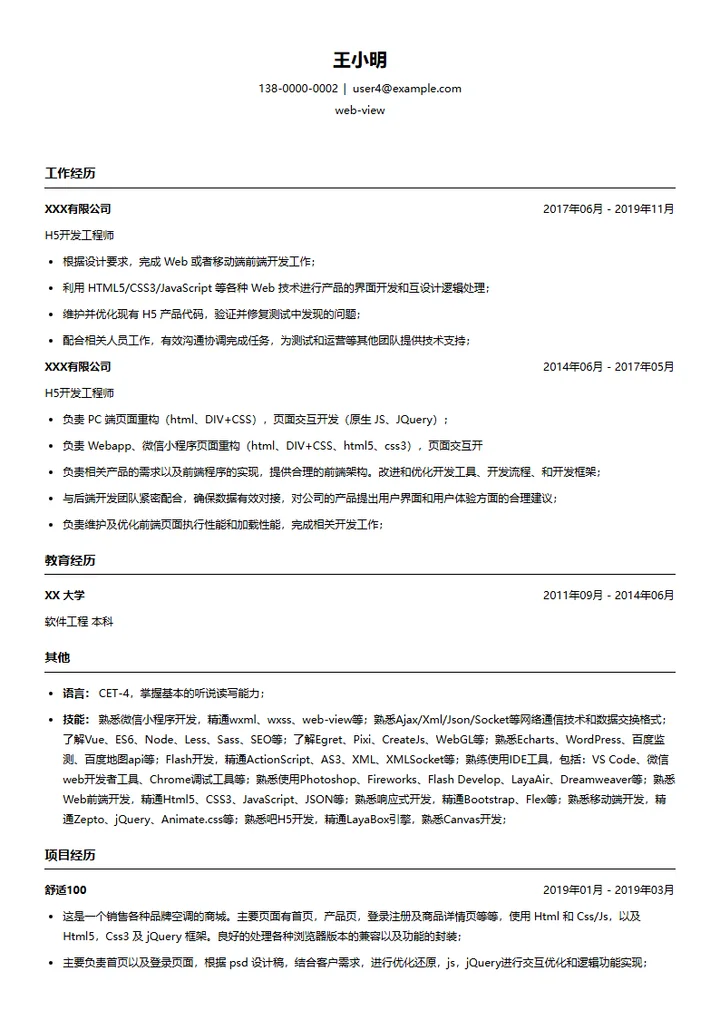 王小明
138-0000-0002 | user4@example.com
web-view
工作经历
XXX有限公司 2017年06月 - 2019年11月
H5开发工程师
• 根据设计要求，完成 Web 或者移动端前端开发工作；
• 利用 HTML5/CSS3/JavaScript 等各种 Web 技术进行产品的界面开发和互设计逻辑处理；
• 维护并优化现有 H5 产品代码，验证并修复测试中发现的问题；
• 配合相关人员工作，有效沟通协调完成任务，为测试和运营等其他团队提供技术支持；
XXX有限公司 2014年06月 - 2017年05月
H5开发工程师
• 负责 PC 端页面重构（html、DIV+CSS），页面交互开发（原生 JS、JQuery）；
• 负责 Webapp、微信小程序页面重构（html、DIV+CSS、html5、css3），页面交互开
• 负责相关产品的需求以及前端程序的实现，提供合理的前端架构。改进和优化开发工具、开发流程、和开发框架；
• 与后端开发团队紧密配合，确保数据有效对接，对公司的产品提出用户界面和用户体验方面的合理建议；
• 负责维护及优化前端页面执行性能和加载性能，完成相关开发工作；
教育经历
XX 大学 2011年09月 - 2014年06月
软件工程 本科
其他
• 语言： CET-4，掌握基本的听说读写能力；
• 技能： 熟悉微信小程序开发，精通wxml、wxss、web-view等；熟悉Ajax/Xml/Json/Socket等网络通信技术和数据交换格式；
了解Vue、ES6、Node、Less、Sass、SEO等；了解Egret、Pixi、CreateJs、WebGL等；熟悉Echarts、WordPress、百度监
测、百度地图api等；Flash开发，精通ActionScript、AS3、XML、XMLSocket等；熟练使用IDE工具，包括：VS Code、微信
web开发者工具、Chrome调试工具等；熟悉使用Photoshop、Fireworks、Flash Develop、LayaAir、Dreamweaver等；熟悉
Web前端开发，精通Html5、CSS3、JavaScript、JSON等；熟悉响应式开发，精通Bootstrap、Flex等；熟悉移动端开发，精
通Zepto、jQuery、Animate.css等；熟悉吧H5开发，精通LayaBox引擎，熟悉Canvas开发；
项目经历
舒适100 2019年01月 - 2019年03月
• 这是一个销售各种品牌空调的商城。主要页面有首页，产品页，登录注册及商品详情页等等，使用 Html 和 Css/Js，以及
Html5，Css3 及 jQuery 框架。良好的处理各种浏览器版本的兼容以及功能的封装；
• 主要负责首页以及登录页面，根据 psd 设计稿，结合客户需求，进行优化还原，js，jQuery进行交互优化和逻辑功能实现；